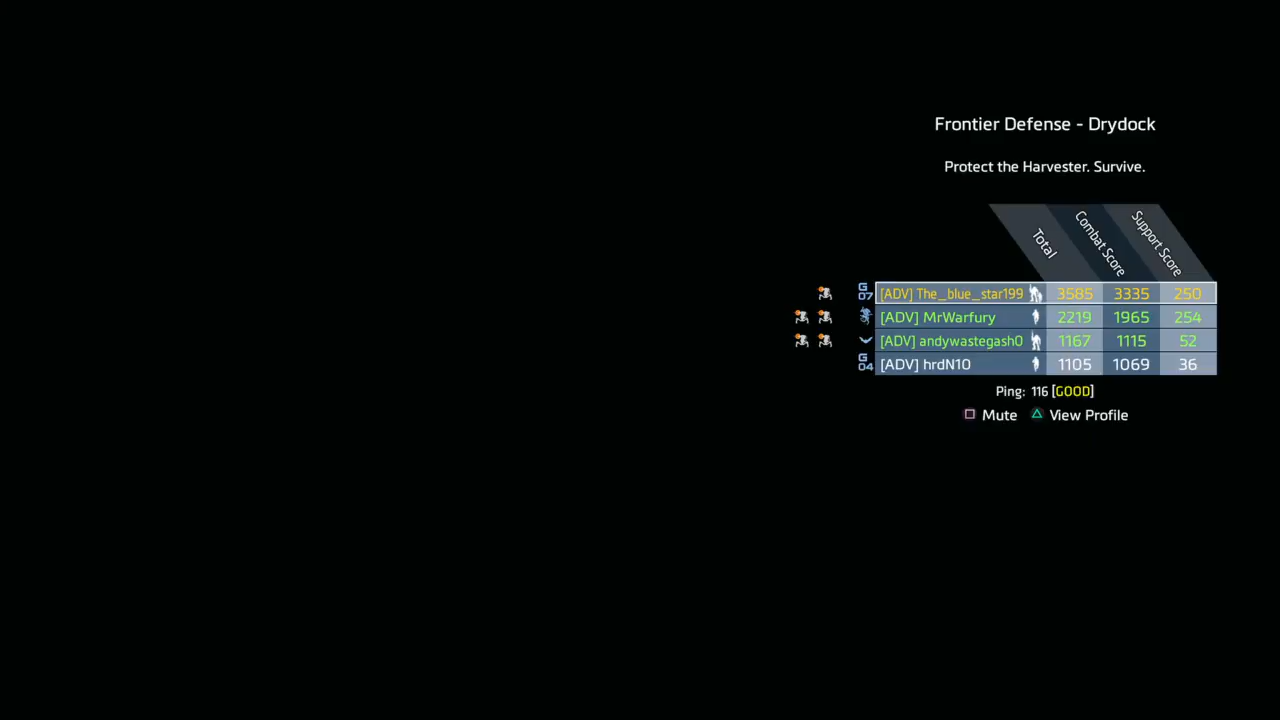 Frontier Defense - Drydock
Protect the Harvester. Survive.
Total Combat Score Support Score
G 07 [ADV] The_blue_star199 3585 3335 250
[ADV] MrWarfury 2219 1965 254
[ADV] andywastegash0 1167 1115 52
G 04 [ADV] hrdN10 1105 1069 36
Ping: 116 [GOOD]
Mute View Profile